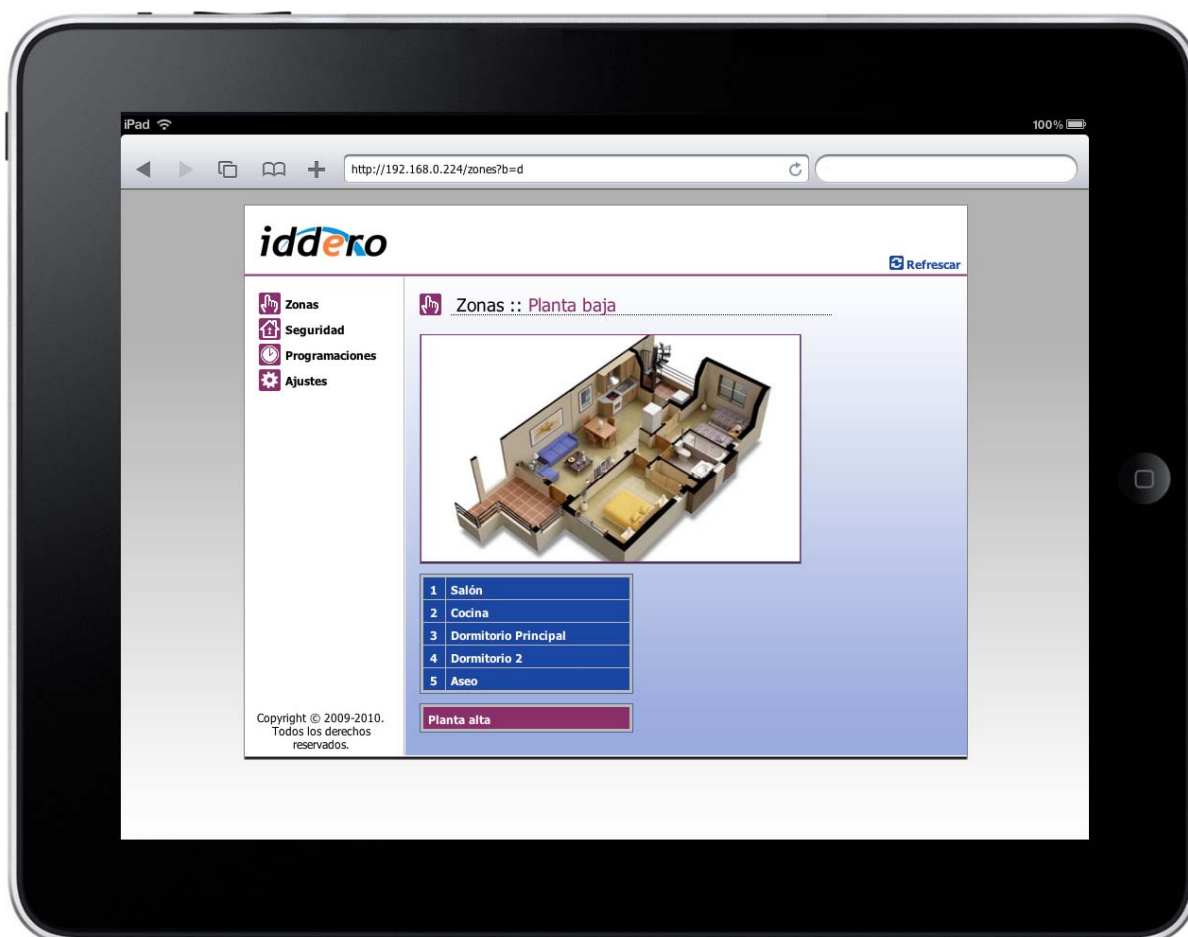 iPad
100%
http://192.168.0.224/zones?b=d
iddero
Refrescar
Zonas
Seguridad
Programaciones
Ajustes
Copyright © 2009-2010.
Todos los derechos
reservados.
Zonas :: Planta baja
1 Salón
2 Cocina
3 Dormitorio Principal
4 Dormitorio 2
5 Aseo
Planta alta